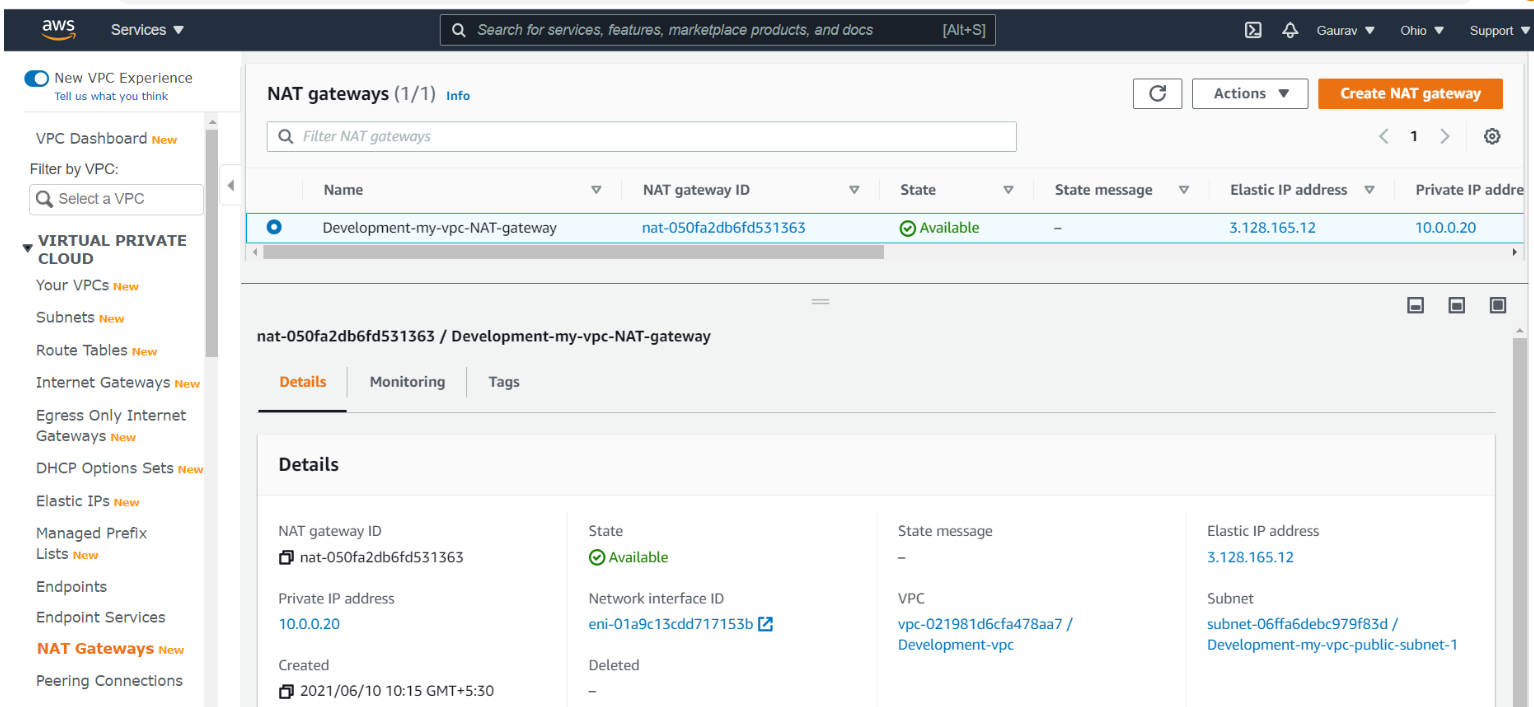 aws Services ▼ Search for services, features, marketplace products, and docs [Alt+S] Gaurav ▼ Ohio ▼ Support ▼
New VPC Experience
Tell us what you think
VPC Dashboard New
Filter by VPC:
Select a VPC
VIRTUAL PRIVATE
CLOUD
Your VPCs New
Subnets New
Route Tables New
Internet Gateways New
Egress Only Internet
Gateways New
DHCP Options Sets New
Elastic IPs New
Managed Prefix
Lists New
Endpoints
Endpoint Services
NAT Gateways New
Peering Connections
NAT gateways (1/1) Info
Actions ▼ Create NAT gateway
Filter NAT gateways
1
Name NAT gateway ID State State message Elastic IP address Private IP addre
Development-my-vpc-NAT-gateway nat-050fa2db6fd531363 Available – 3.128.165.12 10.0.0.20
nat-050fa2db6fd531363 / Development-my-vpc-NAT-gateway
Details Monitoring Tags
Details
NAT gateway ID State State message Elastic IP address
nat-050fa2db6fd531363 Available – 3.128.165.12
Private IP address Network interface ID VPC Subnet
10.0.0.20 eni-01a9c13cdd717153b vpc-021981d6cfa478aa7 / subnet-06ffa6debc979f83d /
Development-vpc Development-my-vpc-public-subnet-1
Created Deleted
2021/06/10 10:15 GMT+5:30 –